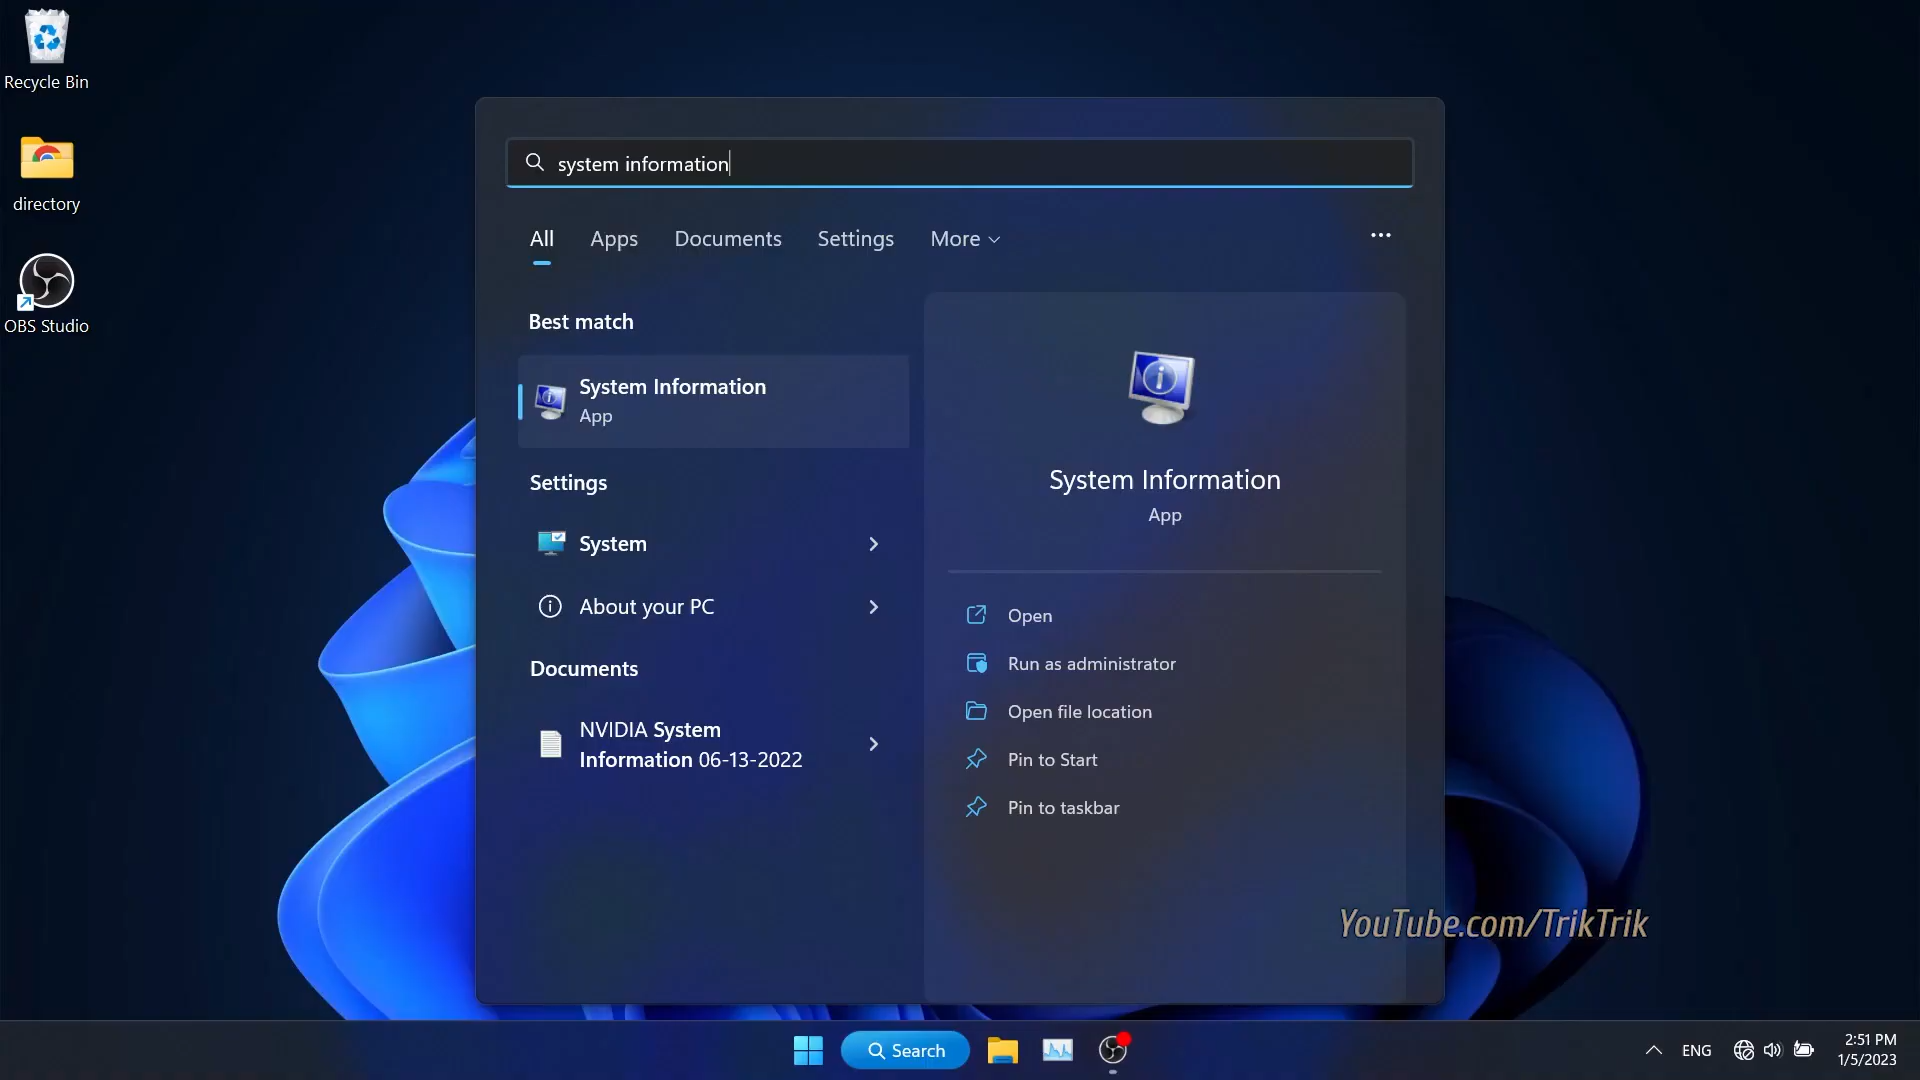 Recycle Bin
directory
OBS Studio
system information
All Apps Documents Settings More
Best match
System Information
App
Settings
System
About your PC
Documents
NVIDIA System
Information 06-13-2022
System Information
App
Open
Run as administrator
Open file location
Pin to Start
Pin to taskbar
YouTube.com/TrikTrik
Search
ENG
2:51 PM
1/5/2023